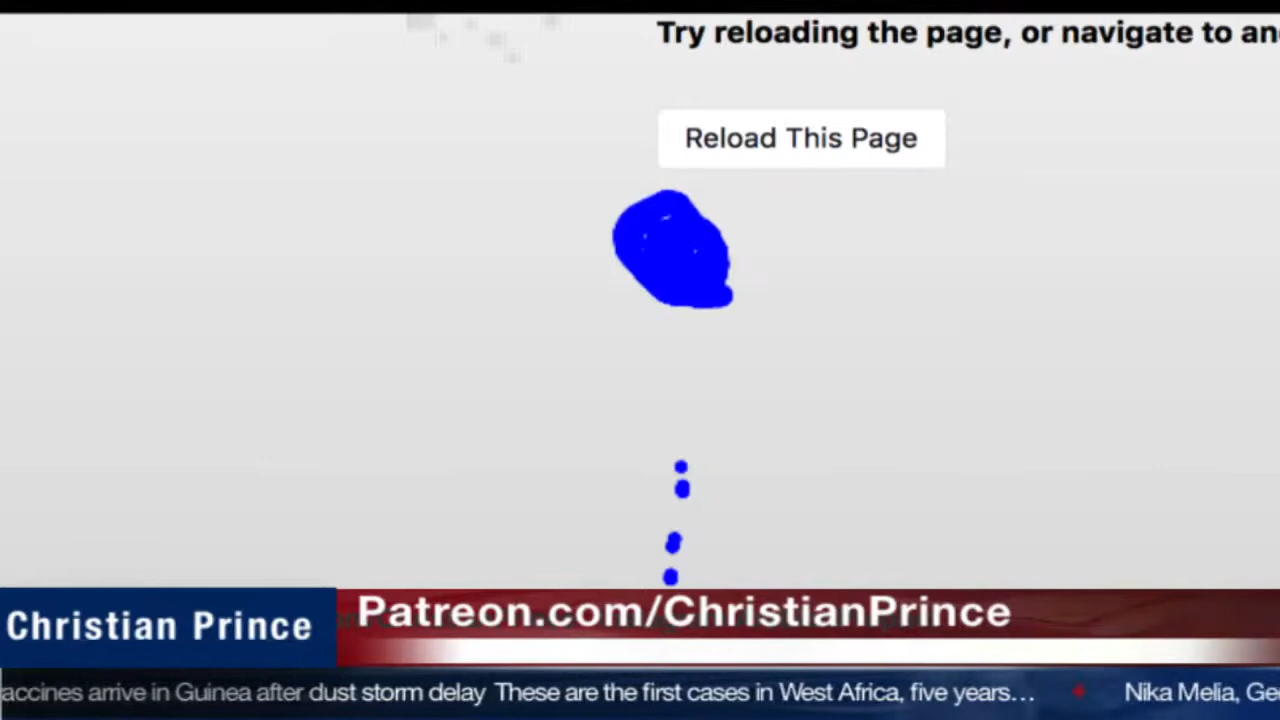 Try reloading the page, or navigate to an
Reload This Page
Christian Prince
Patreon.com/ChristianPrince
accines arrive in Guinea after dust storm delay These are the first cases in West Africa, five years… Nika Melia, Ge